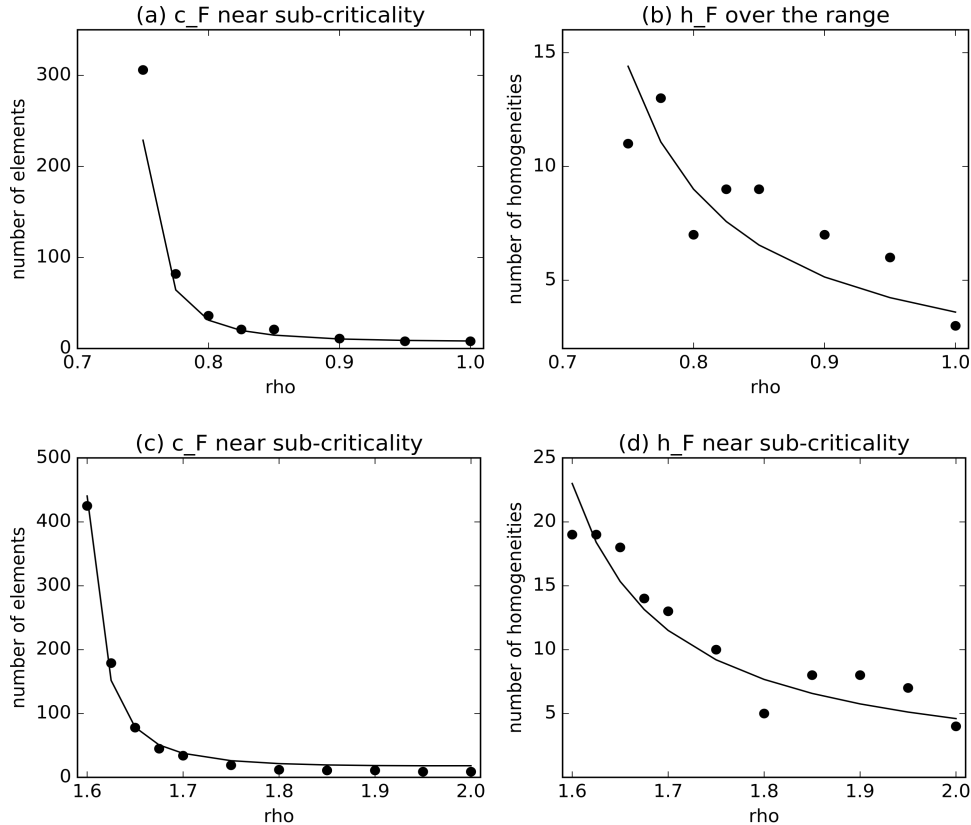 (a) c_F near sub-criticality
number of elements
300
200
100
0
0.7 0.8 0.9 1.0
rho
(b) h_F over the range
number of homogeneities
15
10
5
0.7 0.8 0.9 1.0
rho
(c) c_F near sub-criticality
number of elements
500
400
300
200
100
0
1.6 1.7 1.8 1.9 2.0
rho
(d) h_F near sub-criticality
number of homogeneities
25
20
15
10
5
1.6 1.7 1.8 1.9 2.0
rho